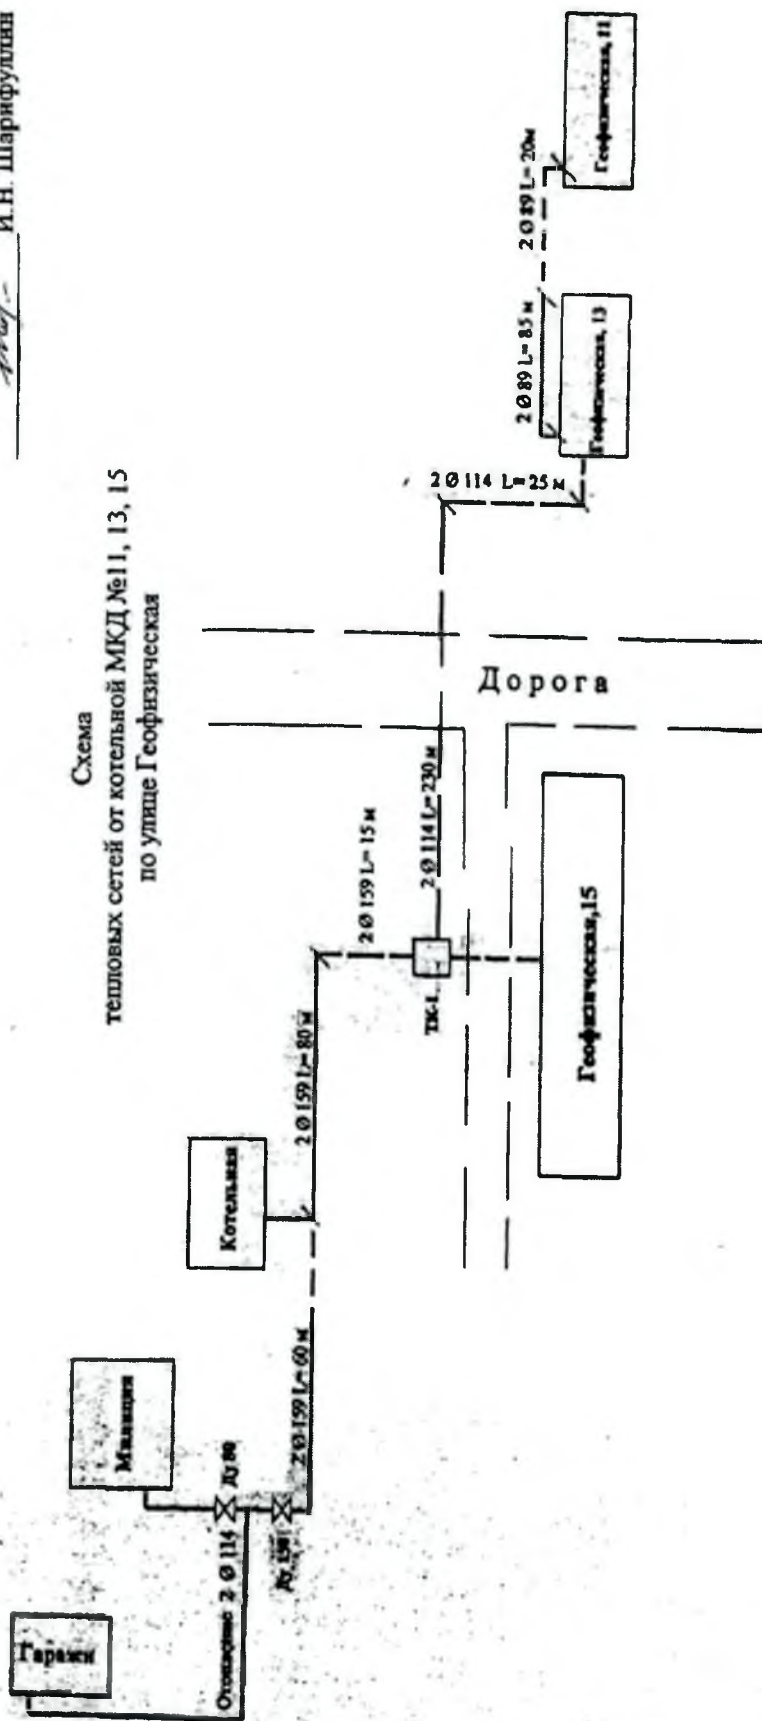 И.Н. Шарифуллин
Схема
тепловых сетей от котельной МКД №11, 13, 15
по улице Геофизическая
Гаражи
Милиция
Котельная
Отопление 2 Ø 114
Ду 80
Ду 150
2 Ø 159 L= 60 м
2 Ø 159 L= 80 м
2 Ø 159 L= 15 м
ТК-1
2 Ø 114 L= 230 м
Геофизическая,15
Дорога
2 Ø 114 L= 25 м
2 Ø 89 L= 85 м
2 Ø 89 L= 20м
Геофизическая, 13
Геофизическая, 11